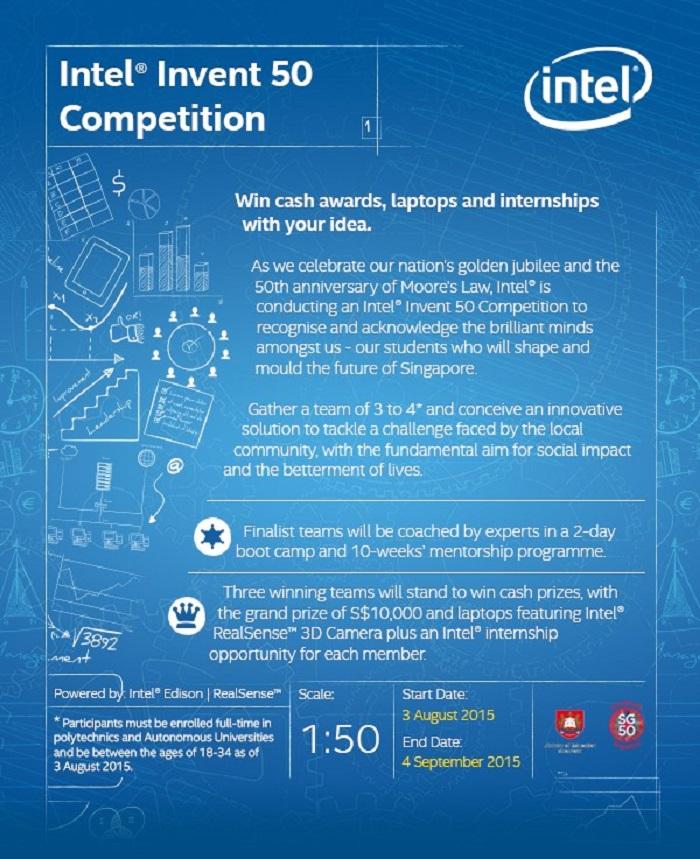 Intel® Invent 50
Competition
1
intel®
$
Win cash awards, laptops and internships
with your idea.
As we celebrate our nation's golden jubilee and the
50th anniversary of Moore's Law, Intel® is
conducting an Intel® Invent 50 Competition to
recognise and acknowledge the brilliant minds
amongst us - our students who will shape and
mould the future of Singapore.
Gather a team of 3 to 4* and conceive an innovative
solution to tackle a challenge faced by the local
community, with the fundamental aim for social impact
and the betterment of lives.
Improvement
Leadership
@
Finalist teams will be coached by experts in a 2-day
boot camp and 10-weeks' mentorship programme.
Three winning teams will stand to win cash prizes, with
the grand prize of S$10,000 and laptops featuring Intel®
RealSense™ 3D Camera plus an Intel® internship
opportunity for each member.
√3892
Powered by: Intel® Edison | RealSense™
* Participants must be enrolled full-time in
polytechnics and Autonomous Universities
and be between the ages of 18-34 as of
3 August 2015.
Scale:
1:50
Start Date:
3 August 2015
End Date:
4 September 2015
SG
50